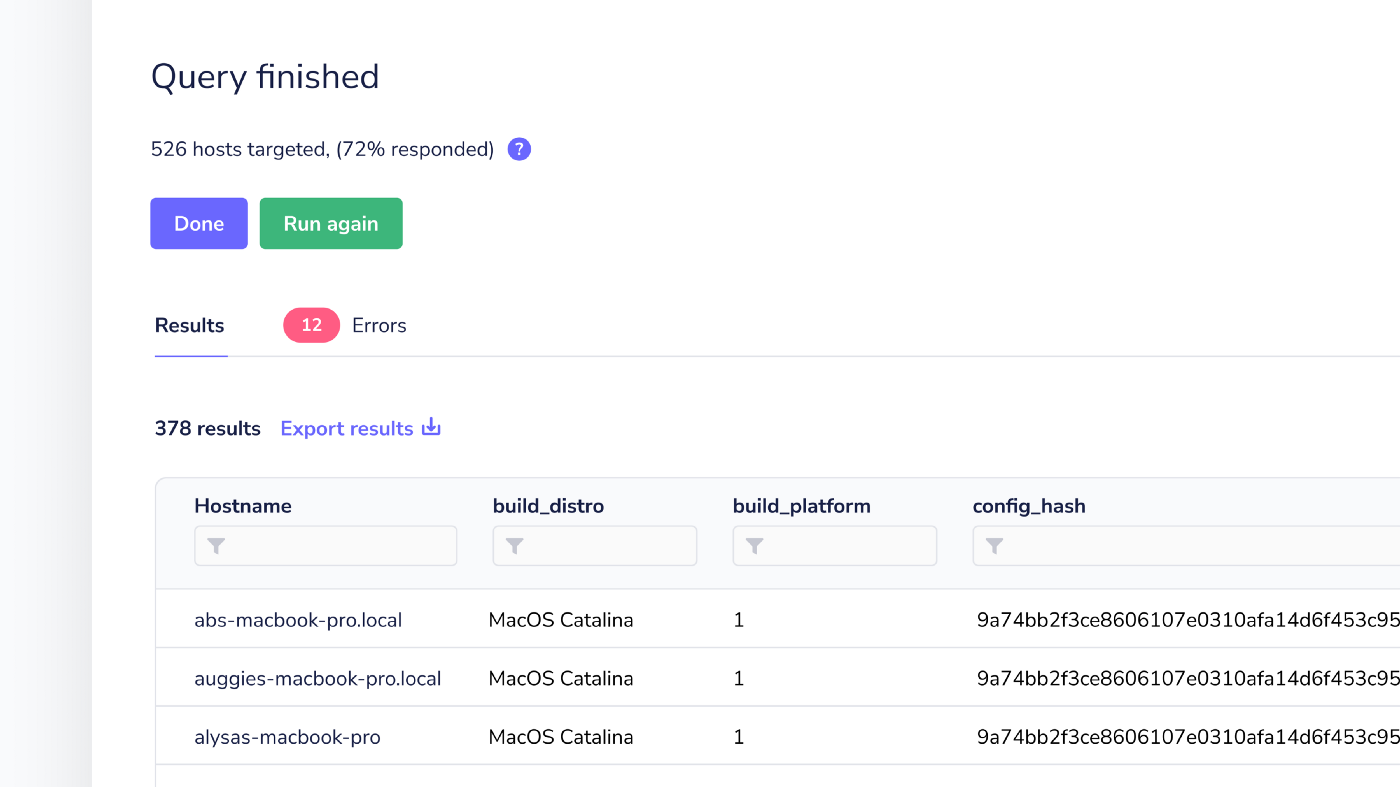 Query finished
526 hosts targeted, (72% responded) ?
Done Run again
Results 12 Errors
378 results Export results
Hostname build_distro build_platform config_hash
abs-macbook-pro.local MacOS Catalina 1 9a74bb2f3ce8606107e0310afa14d6f453c95
auggies-macbook-pro.local MacOS Catalina 1 9a74bb2f3ce8606107e0310afa14d6f453c95
alysas-macbook-pro MacOS Catalina 1 9a74bb2f3ce8606107e0310afa14d6f453c95